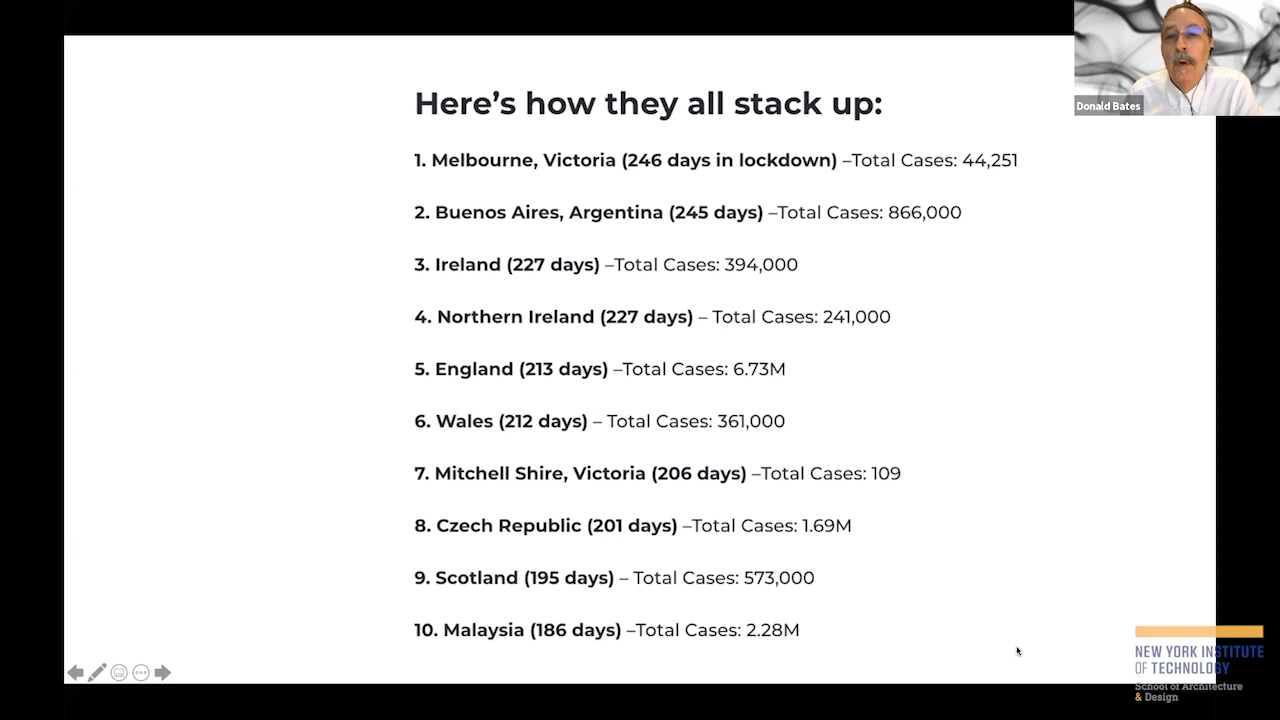 Here's how they all stack up:
1. Melbourne, Victoria (246 days in lockdown) –Total Cases: 44,251
2. Buenos Aires, Argentina (245 days) –Total Cases: 866,000
3. Ireland (227 days) –Total Cases: 394,000
4. Northern Ireland (227 days) – Total Cases: 241,000
5. England (213 days) –Total Cases: 6.73M
6. Wales (212 days) – Total Cases: 361,000
7. Mitchell Shire, Victoria (206 days) –Total Cases: 109
8. Czech Republic (201 days) –Total Cases: 1.69M
9. Scotland (195 days) – Total Cases: 573,000
10. Malaysia (186 days) –Total Cases: 2.28M
Donald Bates
NEW YORK INSTITUTE
OF TECHNOLOGY
School of Architecture
& Design